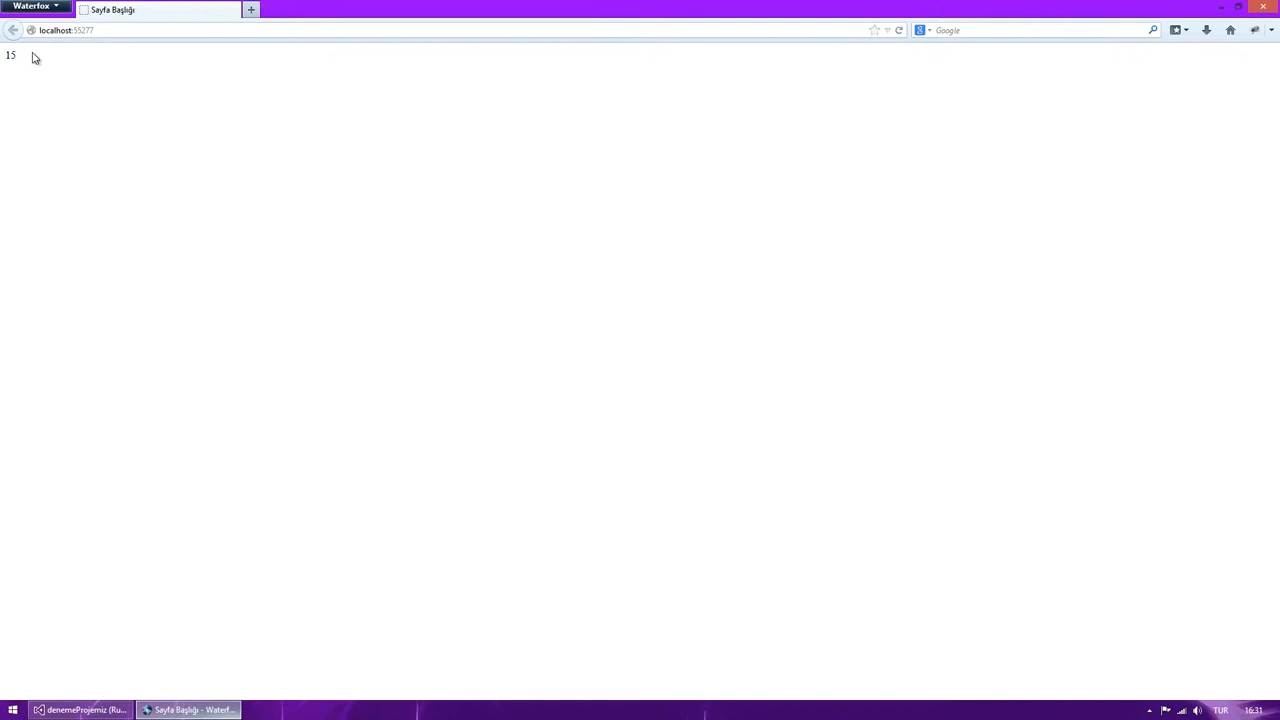 Waterfox
Sayfa Başlığı
localhost:55277
Google
15
denemeProjemiz (Ru...
Sayfa Başlığı - Waterf...
TUR
16:31